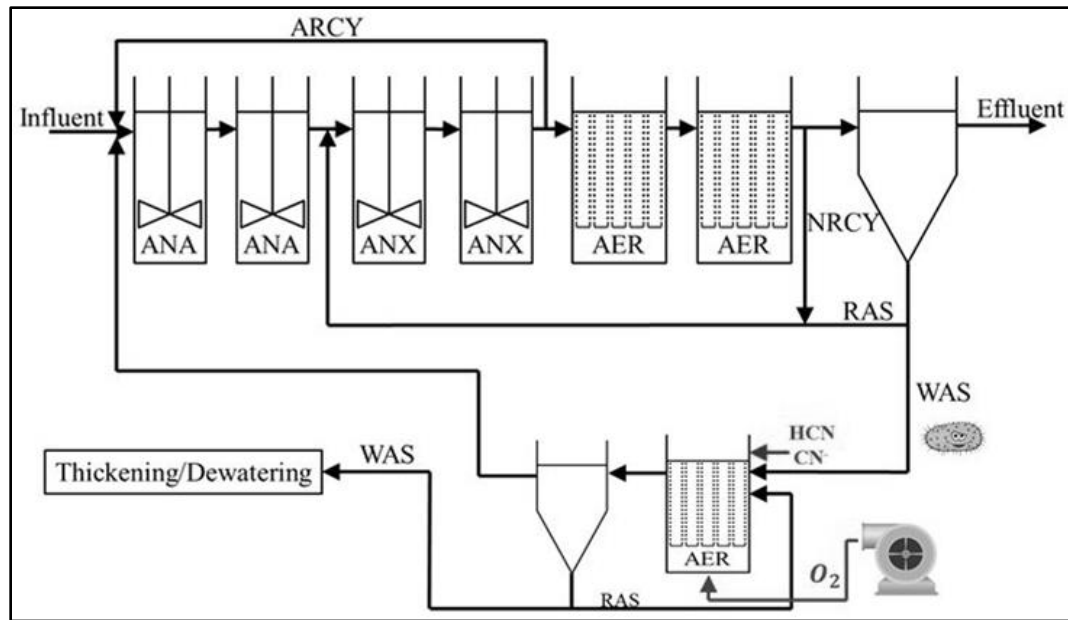 ARCY
Influent
Effluent
ANA
ANA
ANX
ANX
AER
AER
NRCY
RAS
WAS
HCN
CN-
WAS
Thickening/Dewatering
AER
O2
RAS